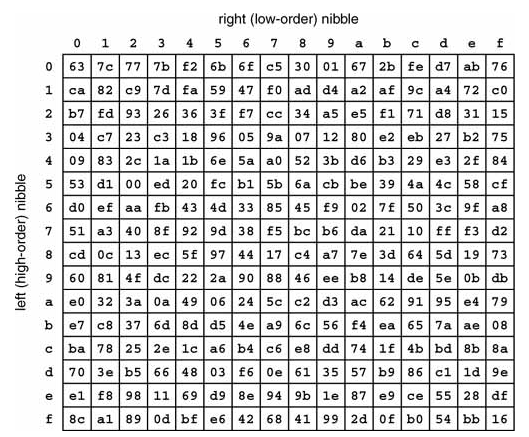 right (low-order) nibble
0 1 2 3 4 5 6 7 8 9 a b c d e f
left (high-order) nibble
0 63 7c 77 7b f2 6b 6f c5 30 01 67 2b fe d7 ab 76
1 ca 82 c9 7d fa 59 47 f0 ad d4 a2 af 9c a4 72 c0
2 b7 fd 93 26 36 3f f7 cc 34 a5 e5 f1 71 d8 31 15
3 04 c7 23 c3 18 96 05 9a 07 12 80 e2 eb 27 b2 75
4 09 83 2c 1a 1b 6e 5a a0 52 3b d6 b3 29 e3 2f 84
5 53 d1 00 ed 20 fc b1 5b 6a cb be 39 4a 4c 58 cf
6 d0 ef aa fb 43 4d 33 85 45 f9 02 7f 50 3c 9f a8
7 51 a3 40 8f 92 9d 38 f5 bc b6 da 21 10 ff f3 d2
8 cd 0c 13 ec 5f 97 44 17 c4 a7 7e 3d 64 5d 19 73
9 60 81 4f dc 22 2a 90 88 46 ee b8 14 de 5e 0b db
a e0 32 3a 0a 49 06 24 5c c2 d3 ac 62 91 95 e4 79
b e7 c8 37 6d 8d d5 4e a9 6c 56 f4 ea 65 7a ae 08
c ba 78 25 2e 1c a6 b4 c6 e8 dd 74 1f 4b bd 8b 8a
d 70 3e b5 66 48 03 f6 0e 61 35 57 b9 86 c1 1d 9e
e e1 f8 98 11 69 d9 8e 94 9b 1e 87 e9 ce 55 28 df
f 8c a1 89 0d bf e6 42 68 41 99 2d 0f b0 54 bb 16